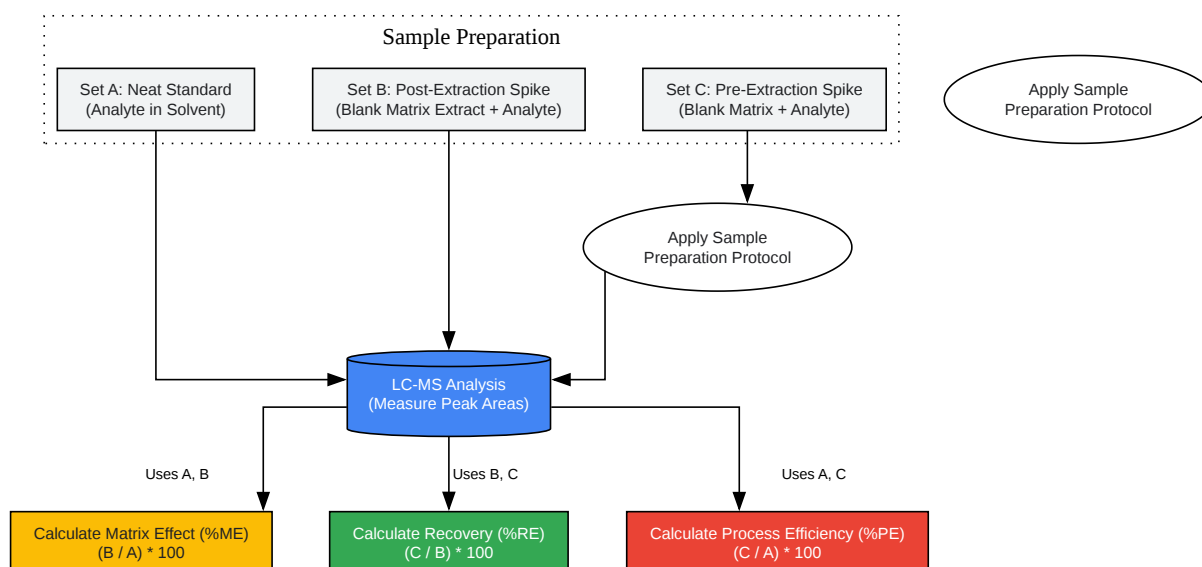 Sample Preparation
Set A: Neat Standard
(Analyte in Solvent)
Set B: Post-Extraction Spike
(Blank Matrix Extract + Analyte)
Set C: Pre-Extraction Spike
(Blank Matrix + Analyte)
Apply Sample
Preparation Protocol
Apply Sample
Preparation Protocol
LC-MS Analysis
(Measure Peak Areas)
Uses A, B
Uses B, C
Uses A, C
Calculate Matrix Effect (%ME)
(B / A) * 100
Calculate Recovery (%RE)
(C / B) * 100
Calculate Process Efficiency (%PE)
(C / A) * 100